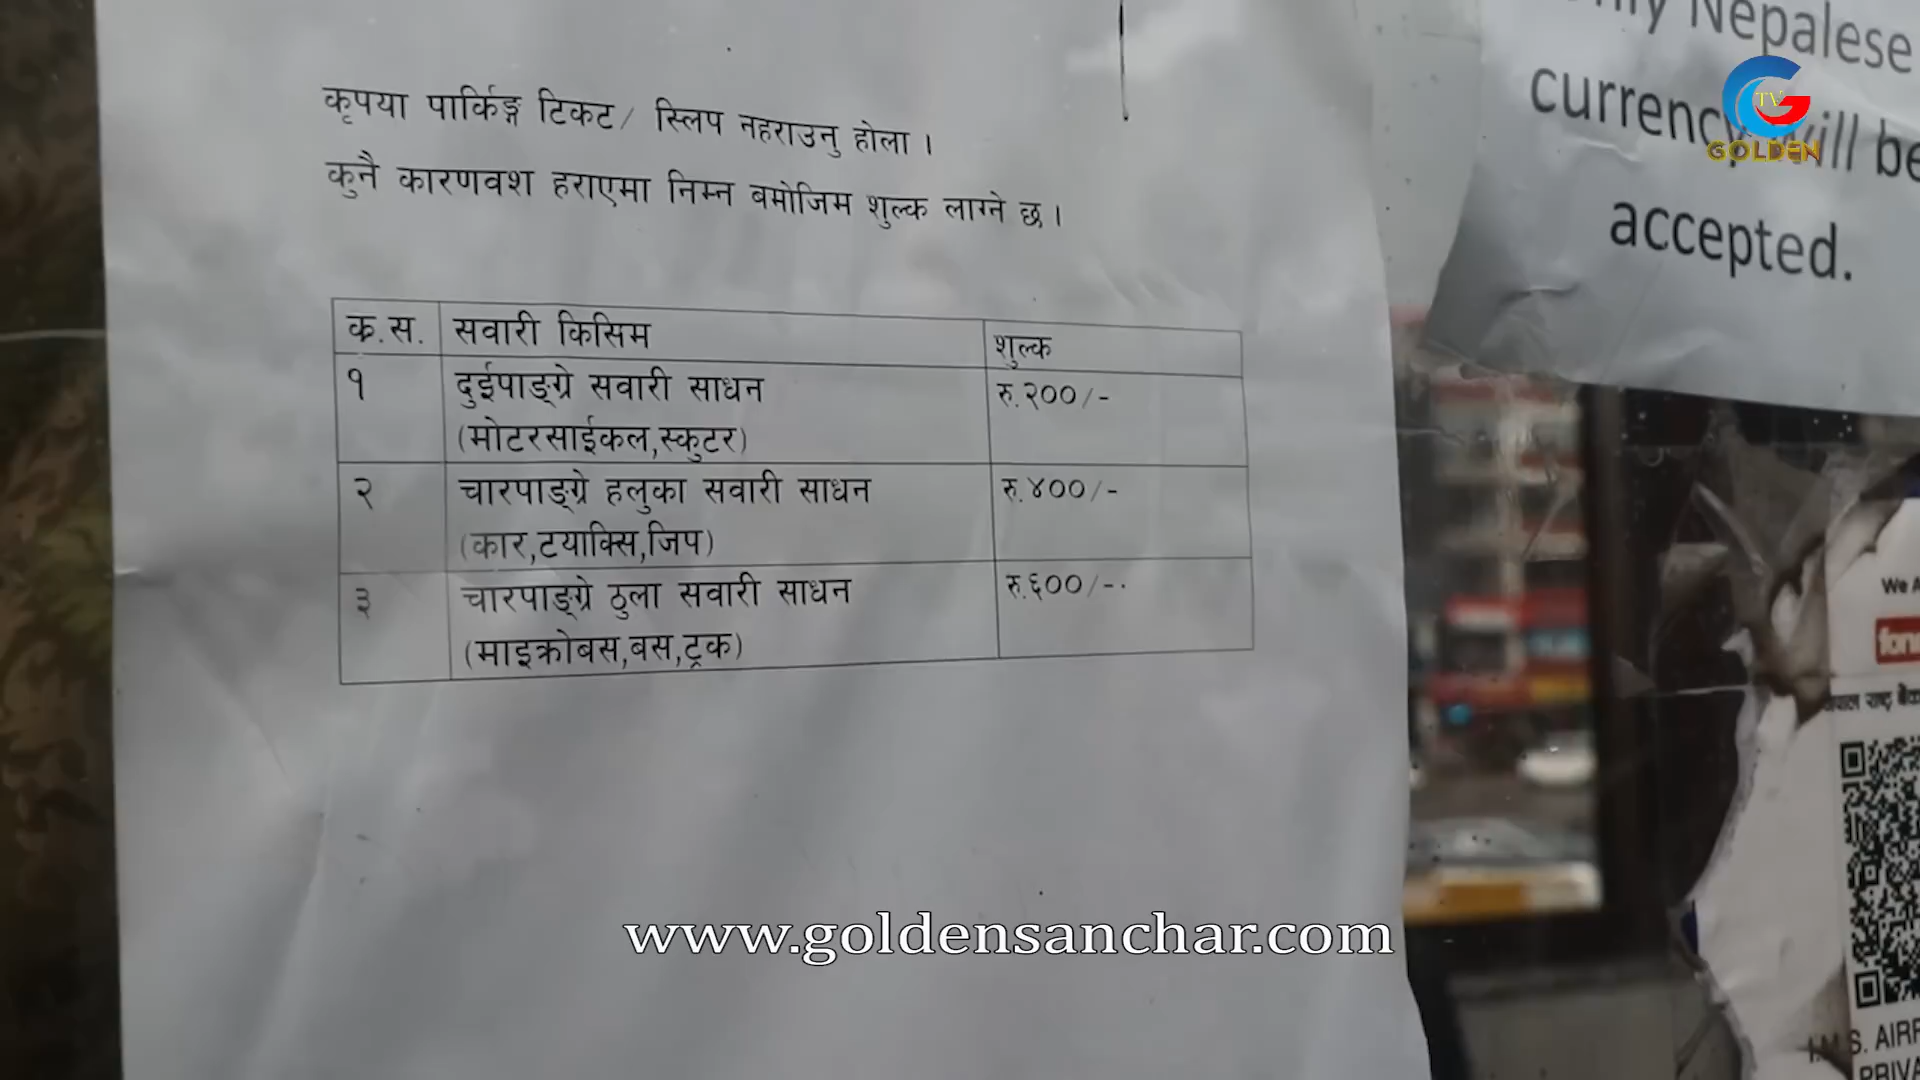 कृपया पार्किङ्ग टिकट/ स्लिप नहराउनु होला ।
कुनै कारणवश हराएमा निम्न बमोजिम शुल्क लाग्ने छ ।
क्र.स. सवारी किसिम शुल्क
१ दुईपाङ्ग्रे सवारी साधन रु.२००/-
(मोटरसाईकल,स्कुटर)
२ चारपाङ्ग्रे हलुका सवारी साधन रु.४००/-
(कार,टयाक्सि,जिप)
३ चारपाङ्ग्रे ठुला सवारी साधन रु.६००/-
(माइक्रोबस,बस,ट्रक)
Nepalese
currency will be
accepted.
TV
GOLDEN
We
राष्ट्र
S.
www.goldensanchar.com